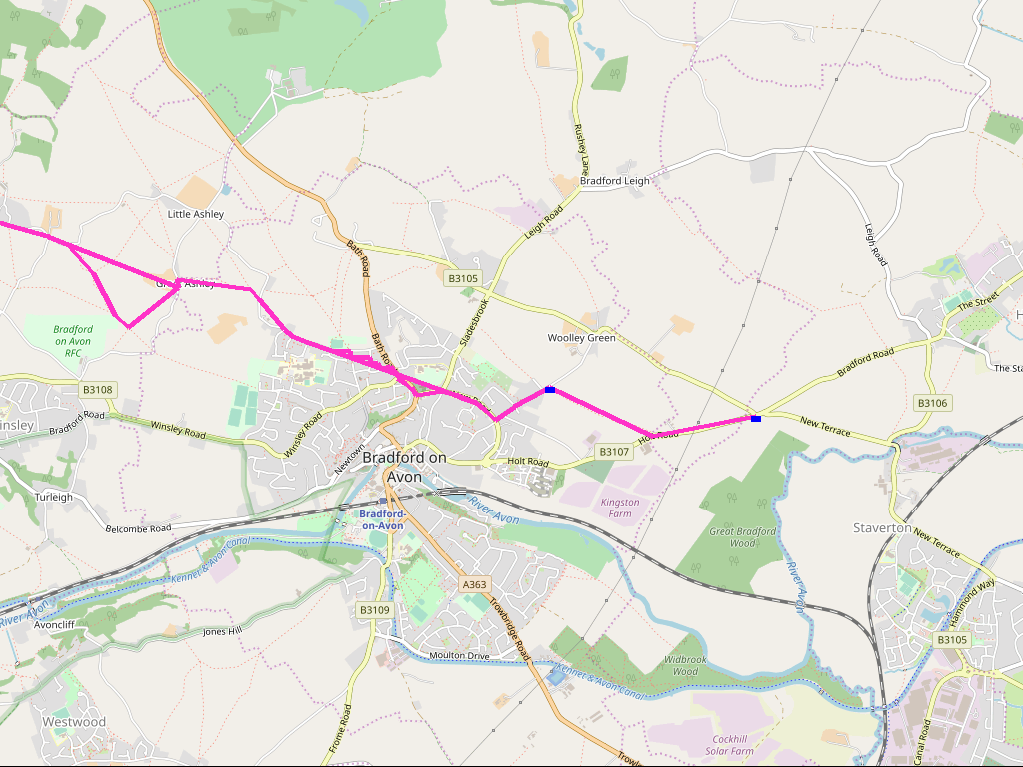 Rushey Lane
Bradford Leigh
Little Ashley
Leigh Road
Leigh Road
Bath Road
B3105
Great Ashley
The Street
Sladesbrook
Bradford
on Avon
RFC
Bath Road
Woolley Green
Bradford Road
The Sta
B3108
B3106
Bradford Road
Winsley Road
Winsley Road
New Terrace
Holt Road
B3107
Newtown
Bradford on
Avon
Holt Road
Turleigh
Kingston
Farm
River Avon
Bradford-
on-Avon
Belcombe Road
Great Bradford
Wood
Staverton
New Terrace
Kennet & Avon Canal
River Avon
A363
River Avon
Hammond Way
B3109
Avoncliff
Jones Hill
Trowbridge Road
B3105
Moulton Drive
Widbrook
Wood
Kennet & Avon Canal
Westwood
Frome Road
Cockhill
Solar Farm
Canal Road
Trowb